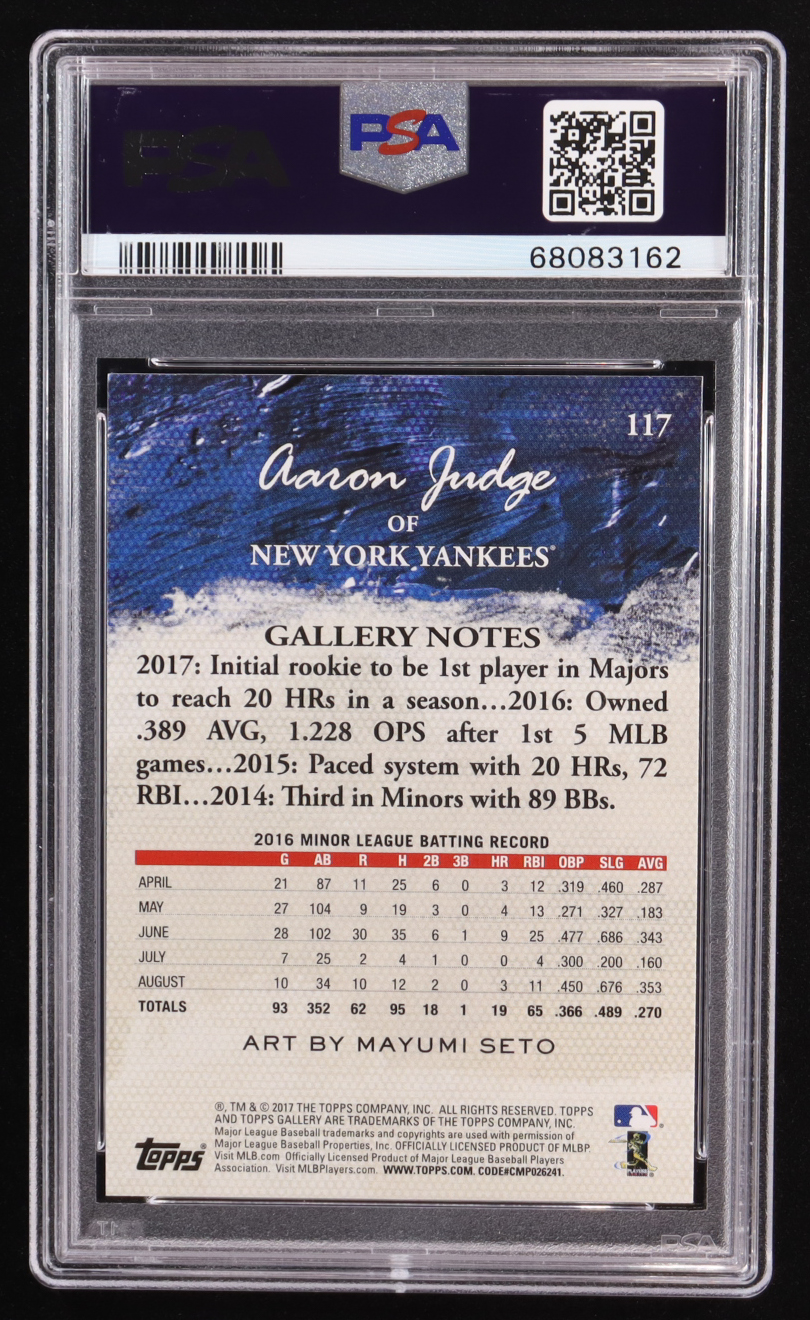 PSA
PSA
68083162
117
Aaron Judge
OF
NEW YORK YANKEES®
GALLERY NOTES
2017: Initial rookie to be 1st player in Majors
to reach 20 HRs in a season...2016: Owned
.389 AVG, 1.228 OPS after 1st 5 MLB
games...2015: Paced system with 20 HRs, 72
RBI...2014: Third in Minors with 89 BBs.
2016 MINOR LEAGUE BATTING RECORD
G AB R H 2B 3B HR RBI OBP SLG AVG
APRIL 21 87 11 25 6 0 3 12 .319 .460 .287
MAY 27 104 9 19 3 0 4 13 .271 .327 .183
JUNE 28 102 30 35 6 1 9 25 .477 .686 .343
JULY 7 25 2 4 1 0 0 4 .300 .200 .160
AUGUST 10 34 10 12 2 0 3 11 .450 .676 .353
TOTALS 93 352 62 95 18 1 19 65 .366 .489 .270
ART BY MAYUMI SETO
®, TM & © 2017 THE TOPPS COMPANY, INC. ALL RIGHTS RESERVED. TOPPS
AND TOPPS GALLERY ARE TRADEMARKS OF THE TOPPS COMPANY, INC.
Major League Baseball trademarks and copyrights are used with permission of
Major League Baseball Properties, Inc. OFFICIALLY LICENSED PRODUCT OF MLBP.
Visit MLB.com Officially Licensed Product of Major League Baseball Players
Association. Visit MLBPlayers.com. WWW.TOPPS.COM. CODE#CMP026241.
topps®
PLAYERS
PSA